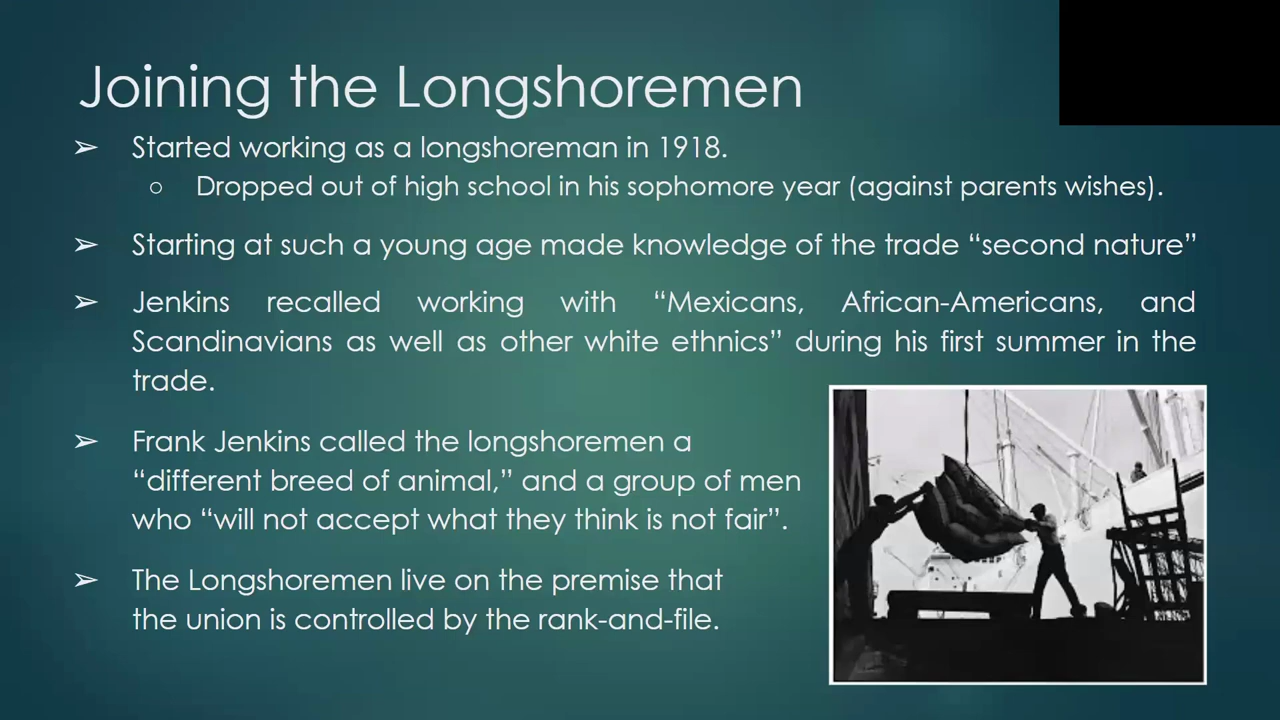 Joining the Longshoremen
➢ Started working as a longshoreman in 1918.
○ Dropped out of high school in his sophomore year (against parents wishes).
➢ Starting at such a young age made knowledge of the trade “second nature”
➢ Jenkins recalled working with “Mexicans, African-Americans, and
Scandinavians as well as other white ethnics” during his first summer in the
trade.
➢ Frank Jenkins called the longshoremen a
“different breed of animal,” and a group of men
who “will not accept what they think is not fair”.
➢ The Longshoremen live on the premise that
the union is controlled by the rank-and-file.